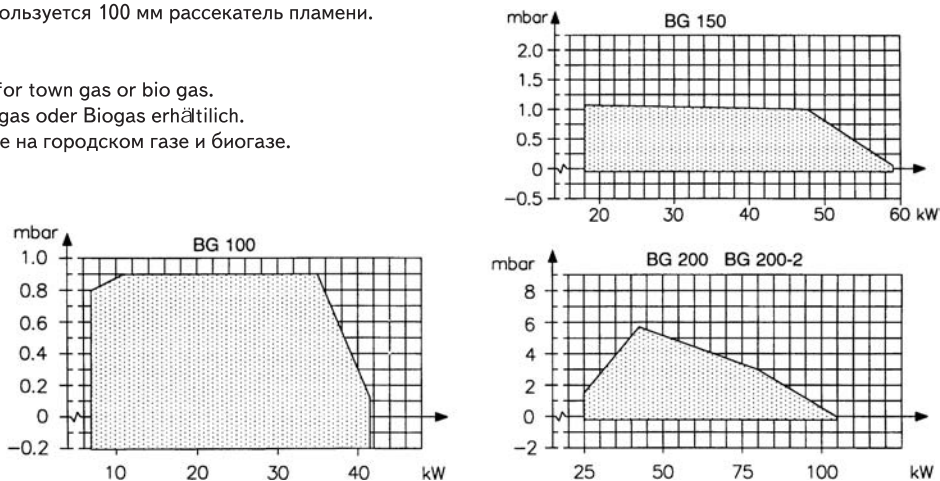 ользуется 100 мм рассекатель пламени.
for town gas or bio gas.
gas oder Biogas erhältilich.
е на городском газе и биогазе.
mbar
BG 150
2.0
1.5
1.0
0.5
0
-0.5
20 30 40 50 60 kW
mbar
BG 100
1.0
0.8
0.6
0.4
0.2
0
-0.2
10 20 30 40 kW
mbar
BG 200 BG 200-2
8
6
4
2
0
-2
25 50 75 100 kW